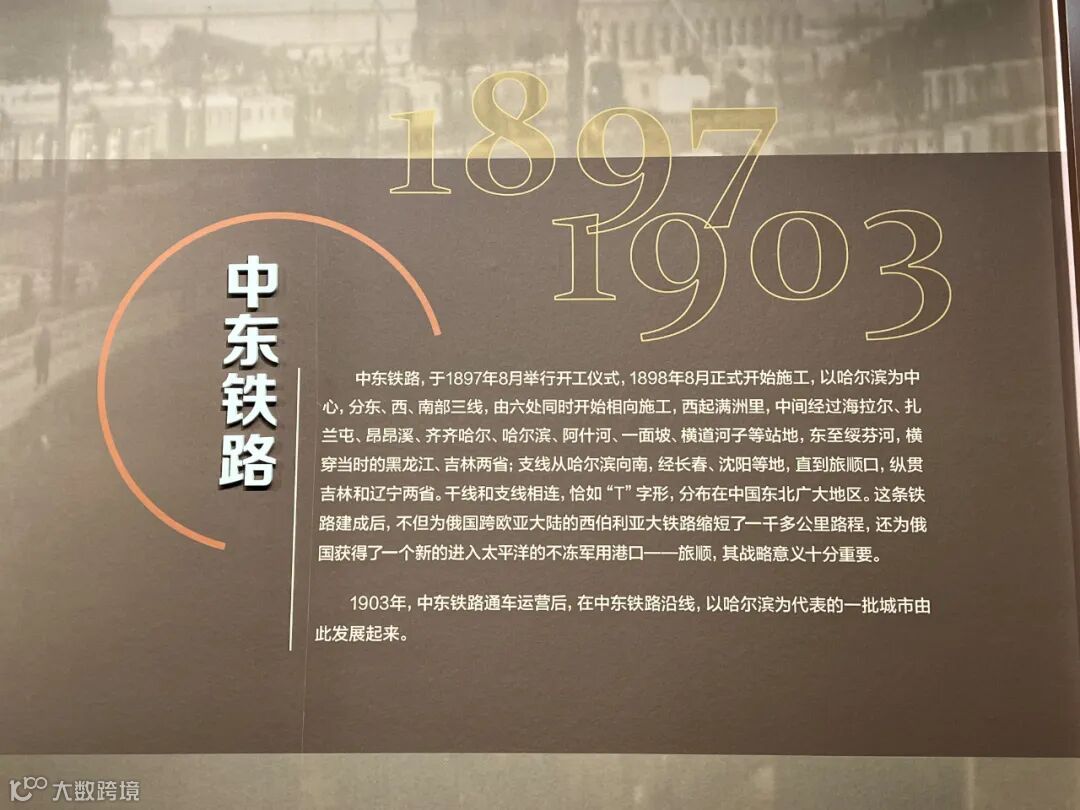 1897
1903
中东铁路
中东铁路，于1897年8月举行开工仪式，1898年8月正式开始施工，以哈尔滨为中
心，分东、西、南部三线，由六处同时开始相向施工，西起满洲里，中间经过海拉尔、扎
兰屯、昂昂溪、齐齐哈尔、哈尔滨、阿什河、一面坡、横道河子等站地，东至绥芬河，横
穿当时的黑龙江、吉林两省；支线从哈尔滨向南，经长春、沈阳等地，直到旅顺口，纵贯
吉林和辽宁两省。干线和支线相连，恰如“T”字形，分布在中国东北广大地区。这条铁
路建成后，不但为俄国跨欧亚大陆的西伯利亚大铁路缩短了一千多公里路程，还为俄
国获得了一个新的进入太平洋的不冻军用港口——旅顺，其战略意义十分重要。
1903年，中东铁路通车运营后，在中东铁路沿线，以哈尔滨为代表的一批城市由
此发展起来。
大数跨境